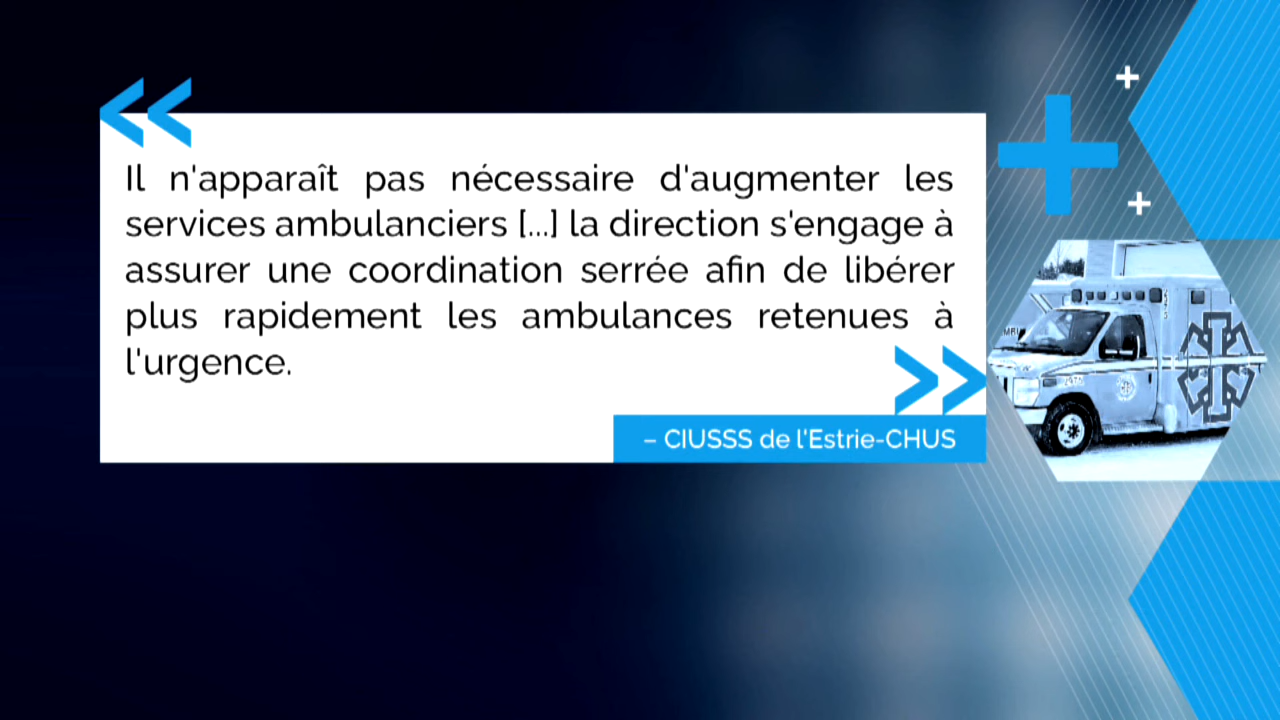 Il n'apparaît pas nécessaire d'augmenter les
services ambulanciers [...] la direction s'engage à
assurer une coordination serrée afin de libérer
plus rapidement les ambulances retenues à
l'urgence.
– CIUSSS de l'Estrie-CHUS